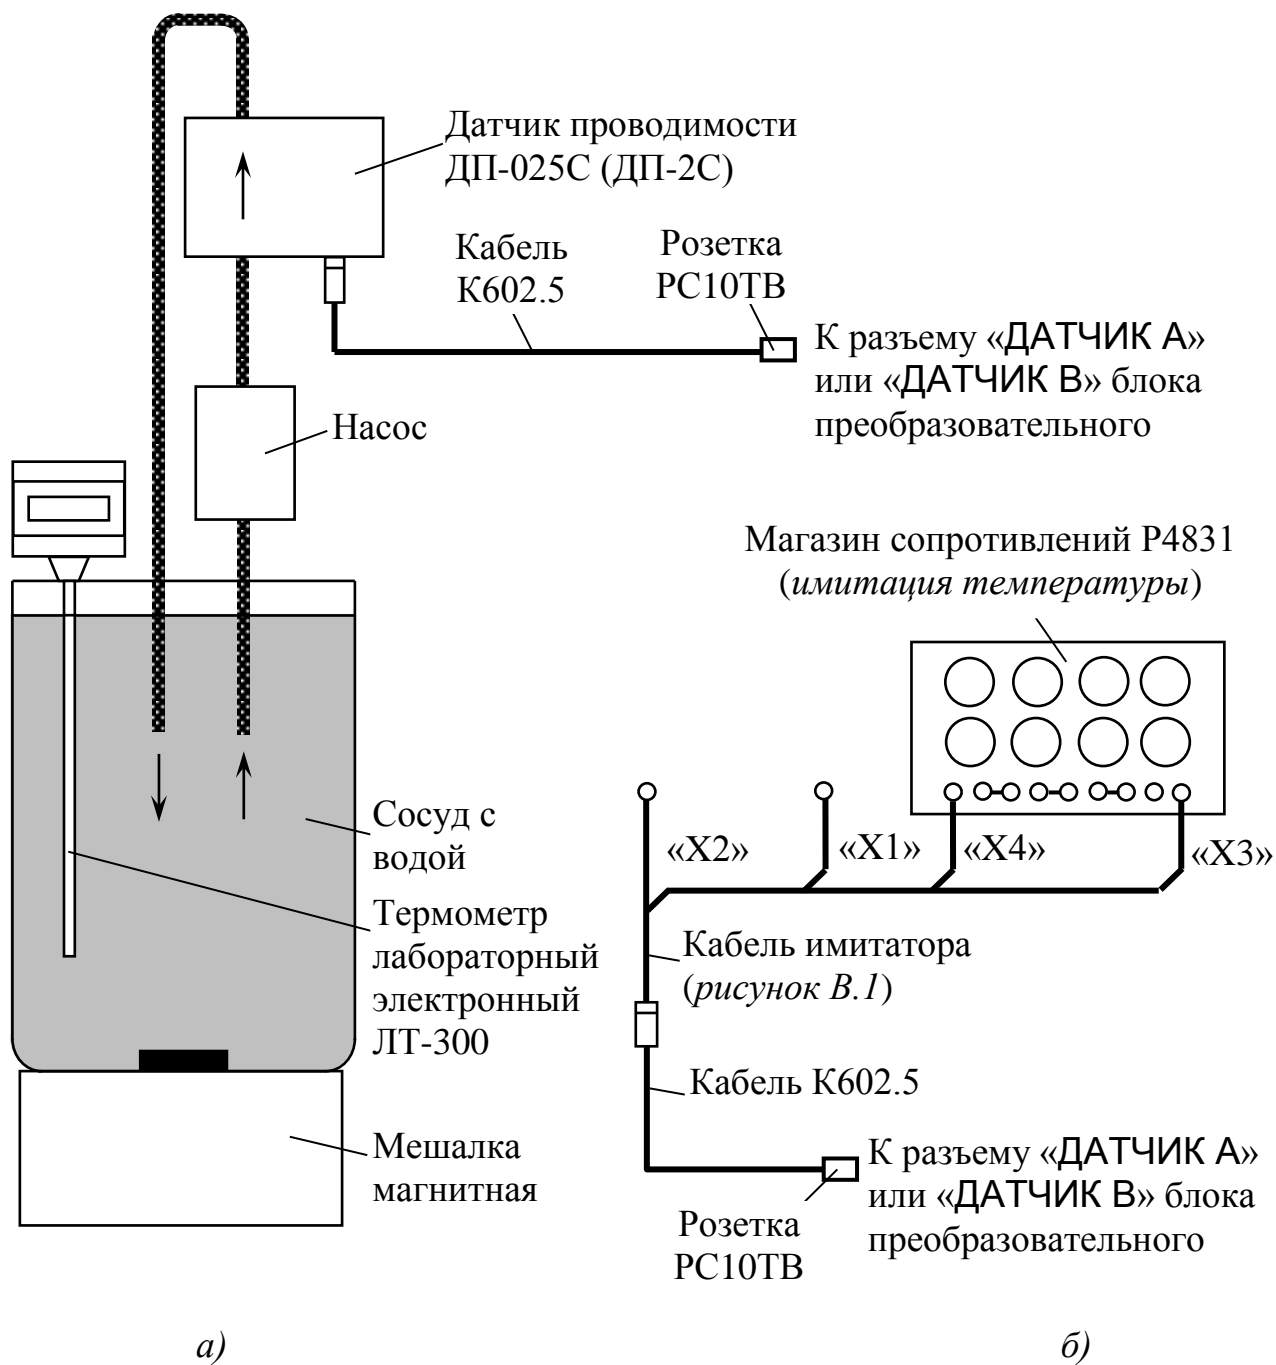 Датчик проводимости
ДП-025С (ДП-2С)
Кабель
К602.5
Розетка
РС10ТВ
К разъему «ДАТЧИК А»
или «ДАТЧИК В» блока
преобразовательного
Насос
Сосуд с
водой
Термометр
лабораторный
электронный
ЛТ-300
Мешалка
магнитная
а)
Магазин сопротивлений Р4831
(имитация температуры)
«Х2»
«Х1»
«Х4»
«Х3»
Кабель имитатора
(рисунок В.1)
Кабель К602.5
К разъему «ДАТЧИК А»
или «ДАТЧИК В» блока
преобразовательного
Розетка
РС10ТВ
б)